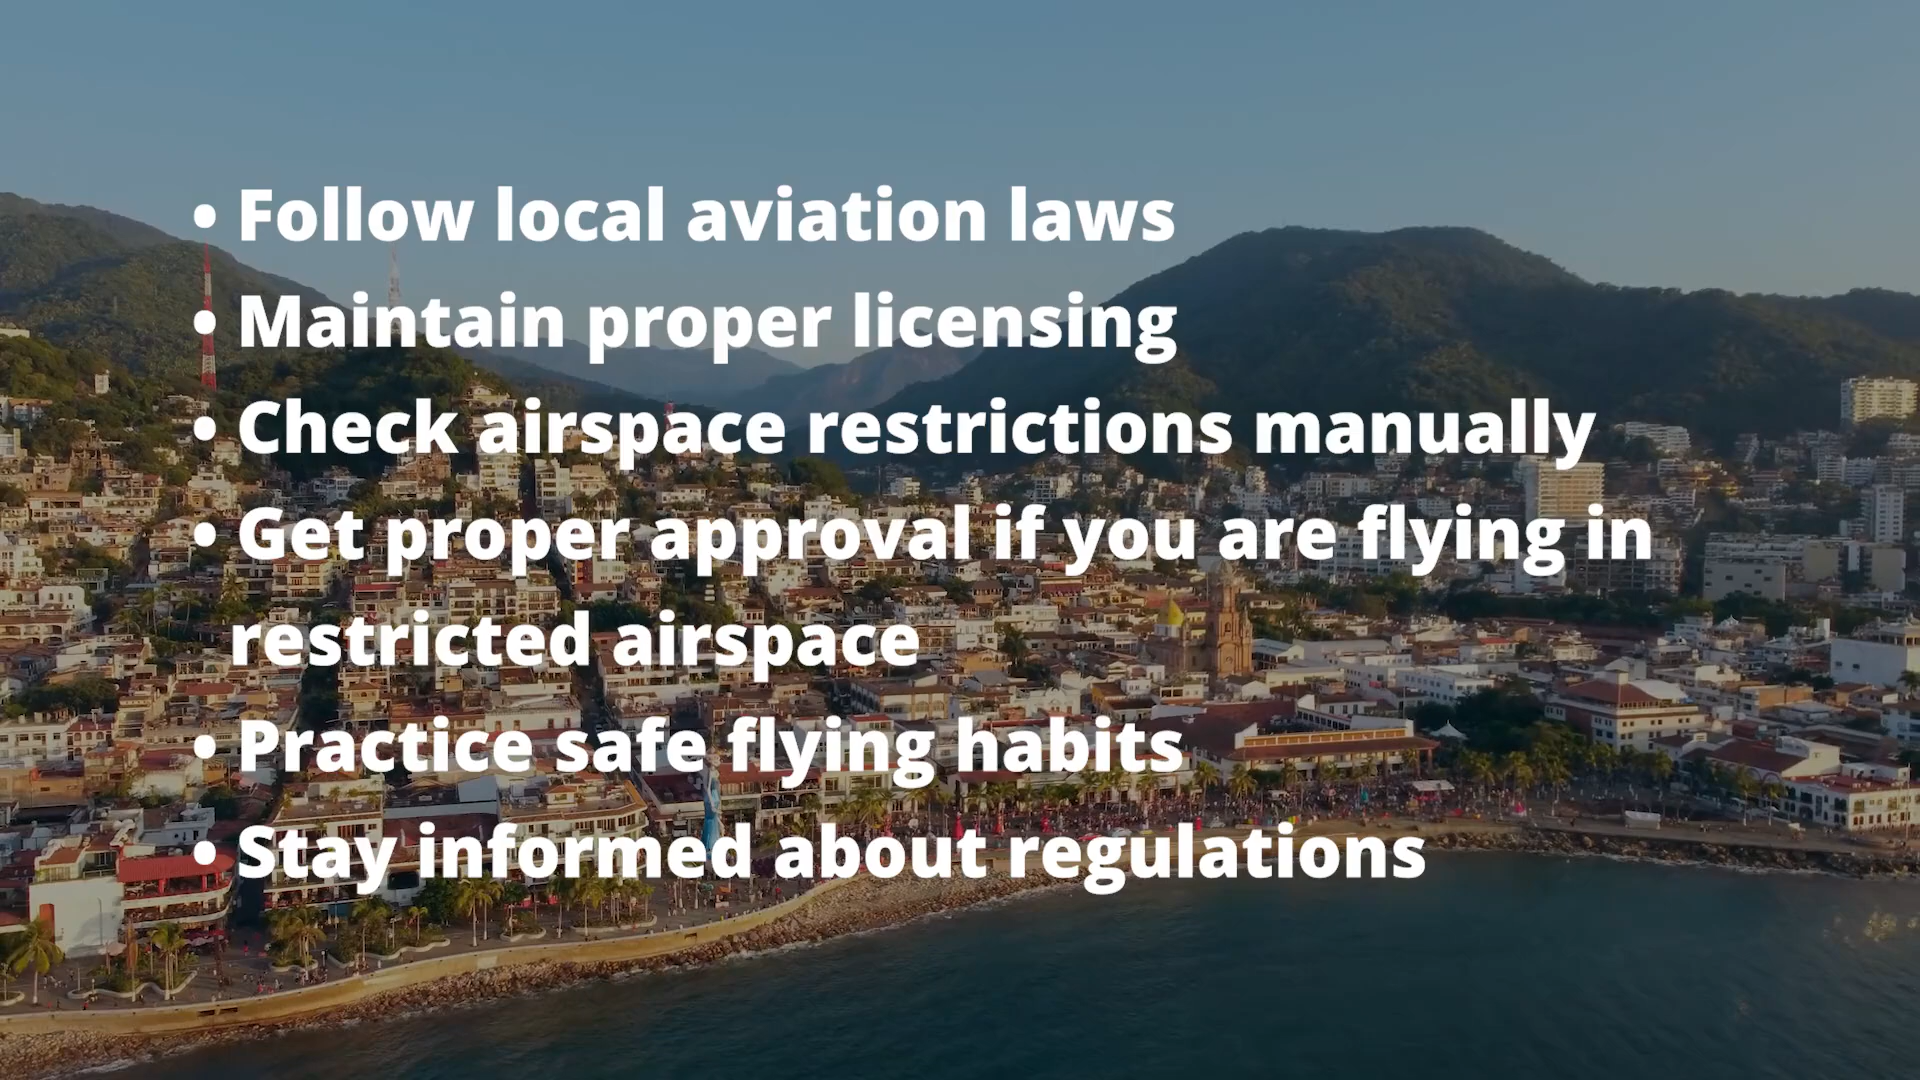 • Follow local aviation laws
• Maintain proper licensing
• Check airspace restrictions manually
• Get proper approval if you are flying in
restricted airspace
• Practice safe flying habits
• Stay informed about regulations